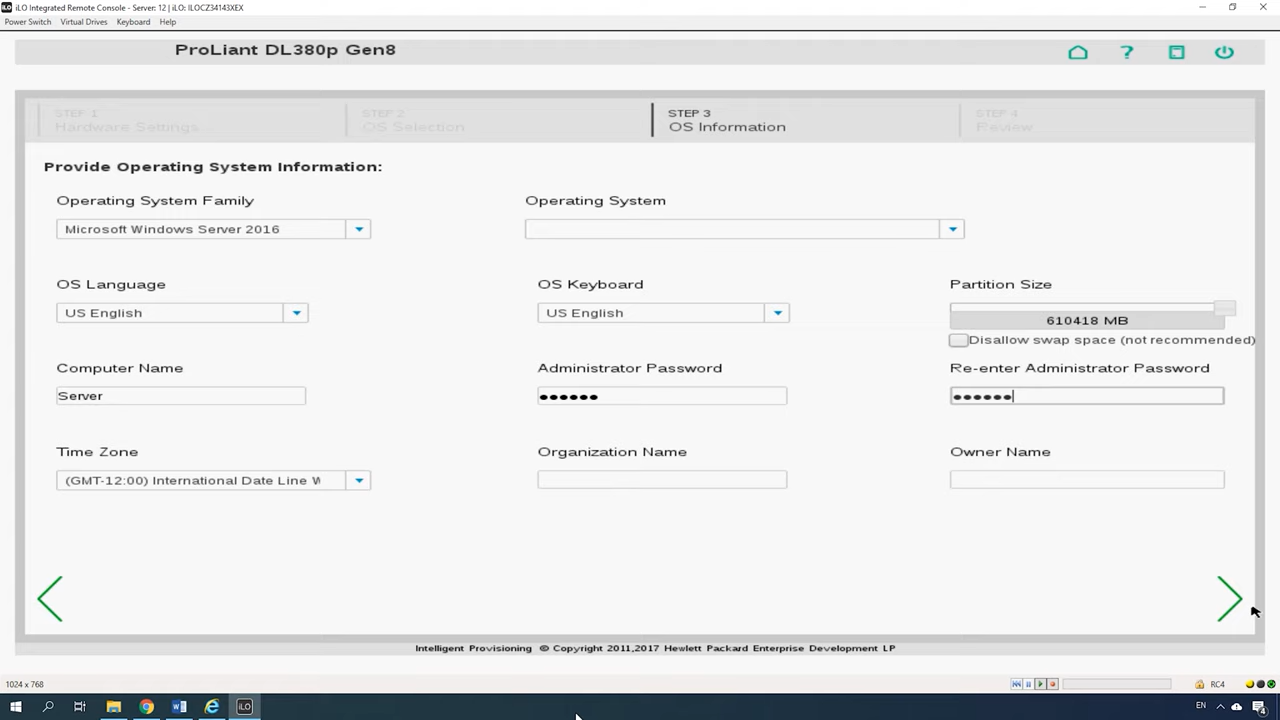 iLO Integrated Remote Console - Server: 12 | iLO: ILOCZ34143XEX
Power Switch Virtual Drives Keyboard Help
ProLiant DL380p Gen8
STEP 1 STEP 2 STEP 3 STEP 4
Hardware Settings OS Selection OS Information Review
Provide Operating System Information:
Operating System Family Operating System
Microsoft Windows Server 2016
OS Language OS Keyboard Partition Size
US English US English 610418 MB
Disallow swap space (not recommended)
Computer Name Administrator Password Re-enter Administrator Password
Server ●●●●●● ●●●●●●
Time Zone Organization Name Owner Name
(GMT-12:00) International Date Line W
Intelligent Provisioning © Copyright 2011,2017 Hewlett Packard Enterprise Development LP
1024 x 768 RC4
iLO EN 4